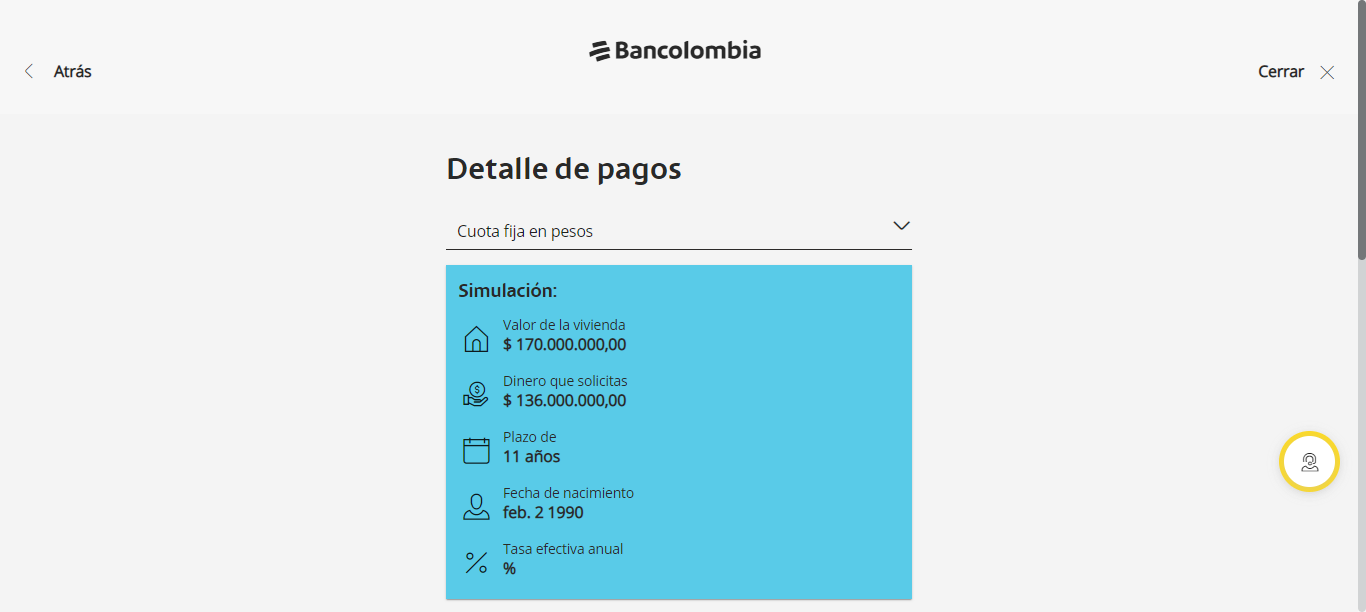 Bancolombia
Atrás
Cerrar
Detalle de pagos
Cuota fija en pesos
Simulación:
Valor de la vivienda
$ 170.000.000,00
Dinero que solicitas
$ 136.000.000,00
Plazo de
11 años
Fecha de nacimiento
feb. 2 1990
Tasa efectiva anual
%